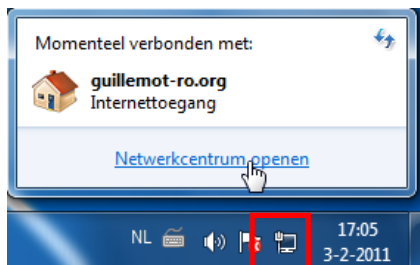 Momenteel verbonden met:
guillemot-ro.org
Internettoegang
Netwerkcentrum openen
NL
17:05
3-2-2011